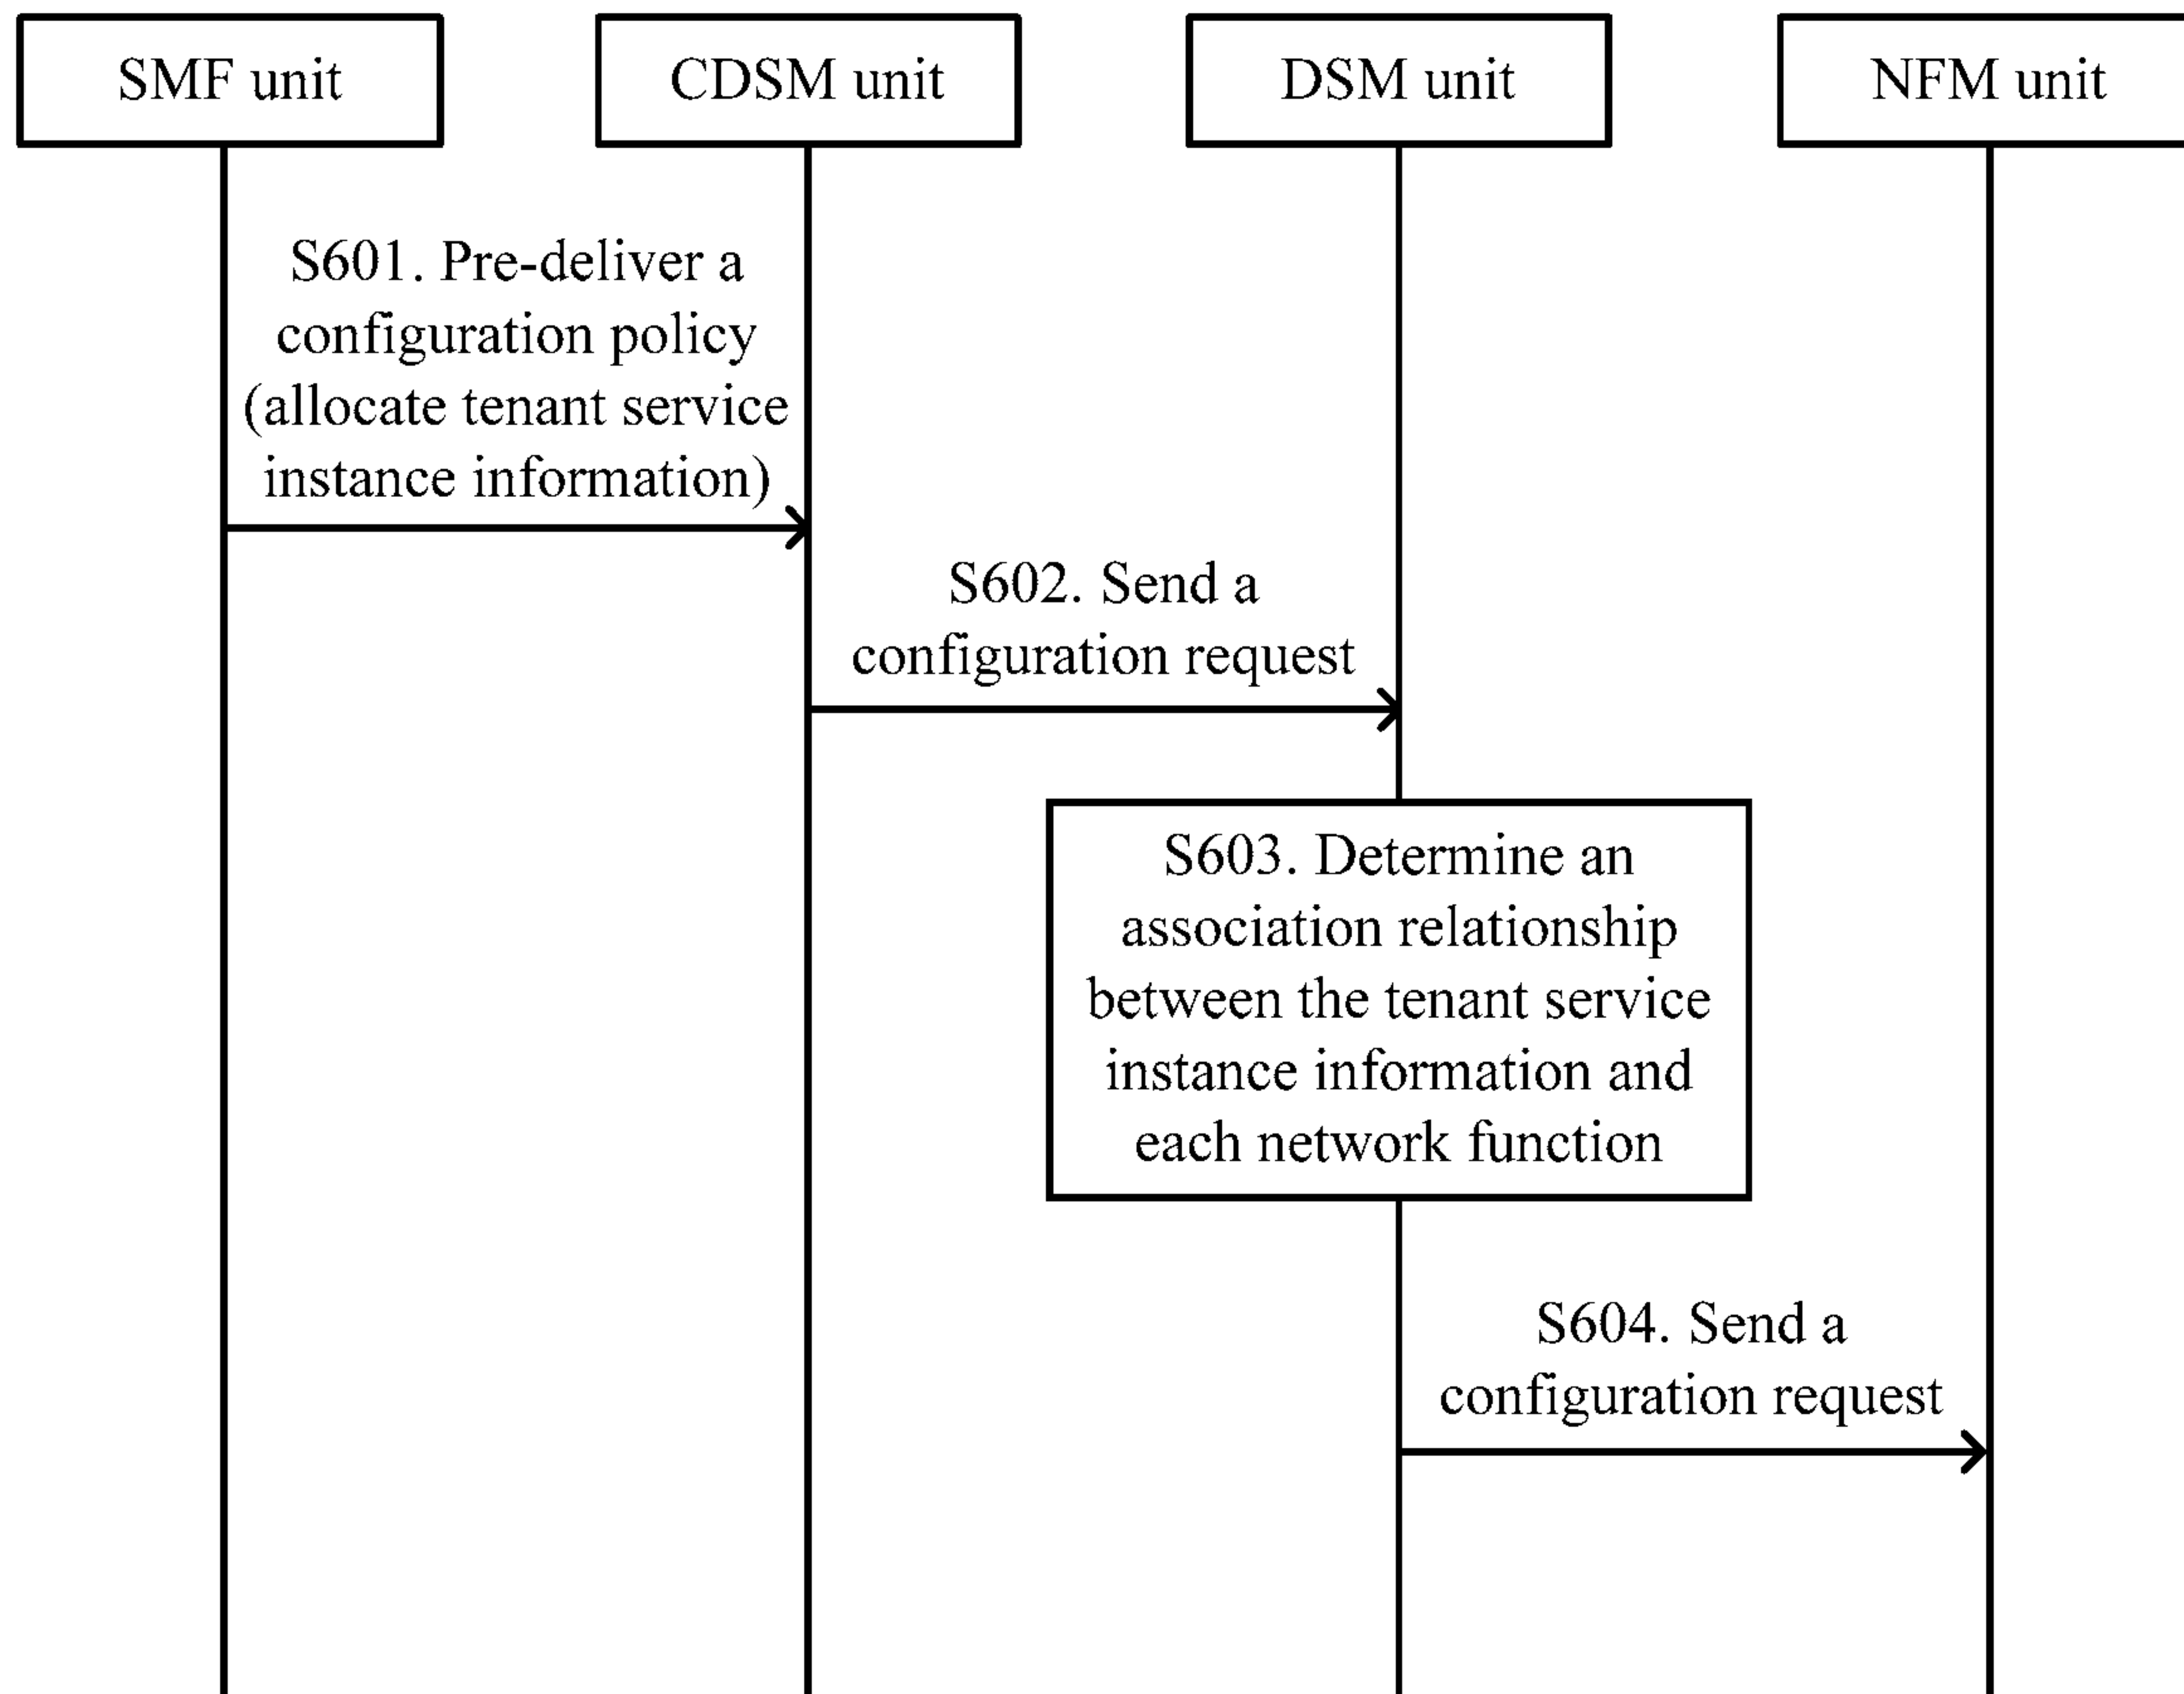 SMF unit
CDSM unit
DSM unit
NFM unit
S601. Pre-deliver a
configuration policy
(allocate tenant service
instance information)
S602. Send a
configuration request
S603. Determine an
association relationship
between the tenant service
instance information and
each network function
S604. Send a
configuration request